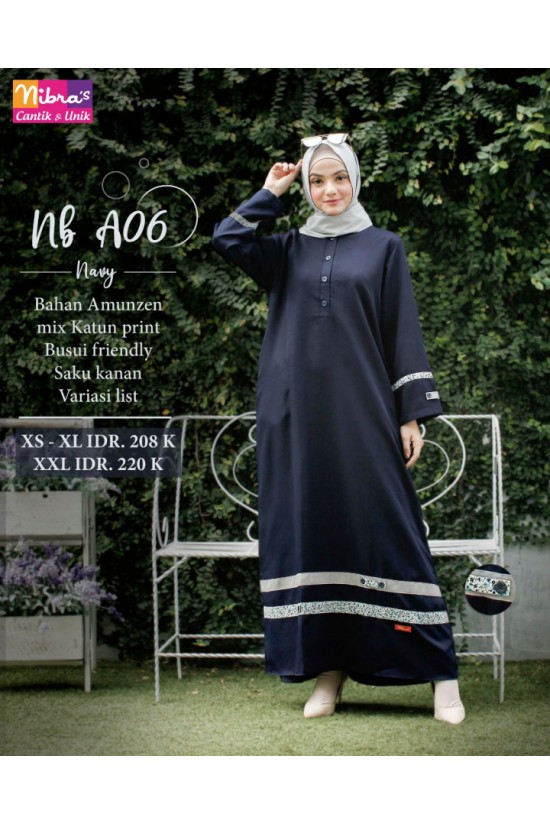 Nibra's
Cantik & Unik
Nb A06
Navy
Bahan Amunzen
mix Katun print
Busui friendly
Saku kanan
Variasi list
XS - XL IDR. 208 K
XXL IDR. 220 K